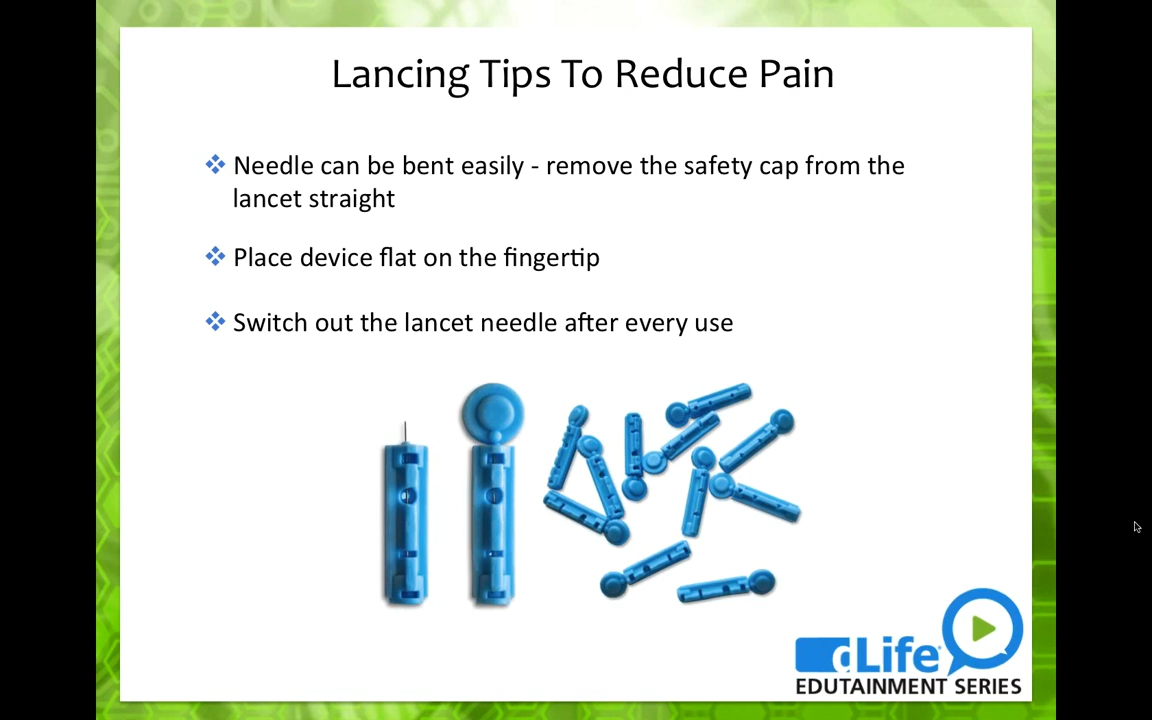 Lancing Tips To Reduce Pain
Needle can be bent easily - remove the safety cap from the
lancet straight
Place device flat on the fingertip
Switch out the lancet needle after every use
dLife
EDUTAINMENT SERIES